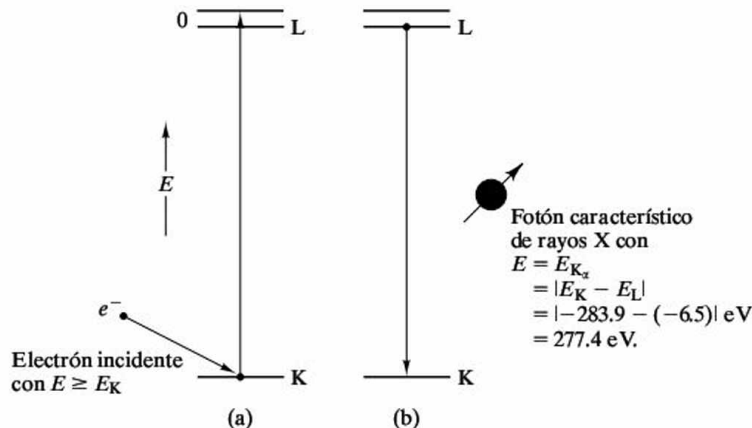 0
L
L
E
e⁻
Electrón incidente
con E ≥ E_K
K
K
(a)
(b)
Fotón característico
de rayos X con
E = E_Kα
= |E_K − E_L|
= |−283.9 − (−6.5)| eV
= 277.4 eV.